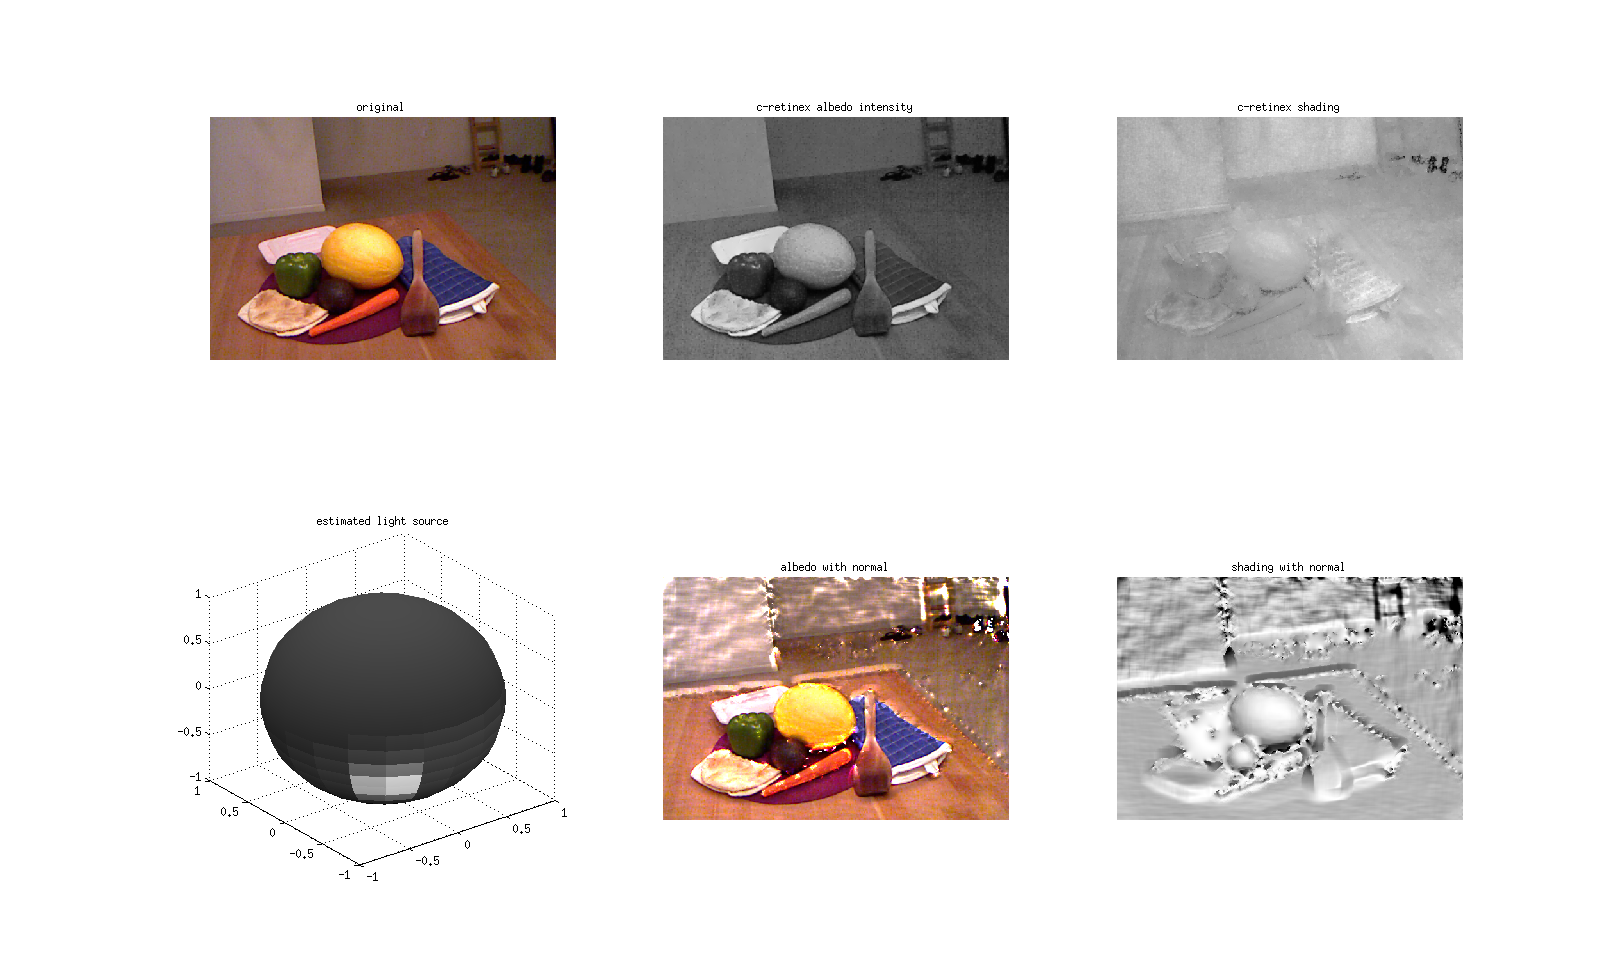 original
c-retinex albedo intensity
c-retinex shading
estimated light source
albedo with normal
shading with normal
1
0.5
0
-0.5
-1
1
0.5
0
-0.5
-1
-1
-0.5
0
0.5
1